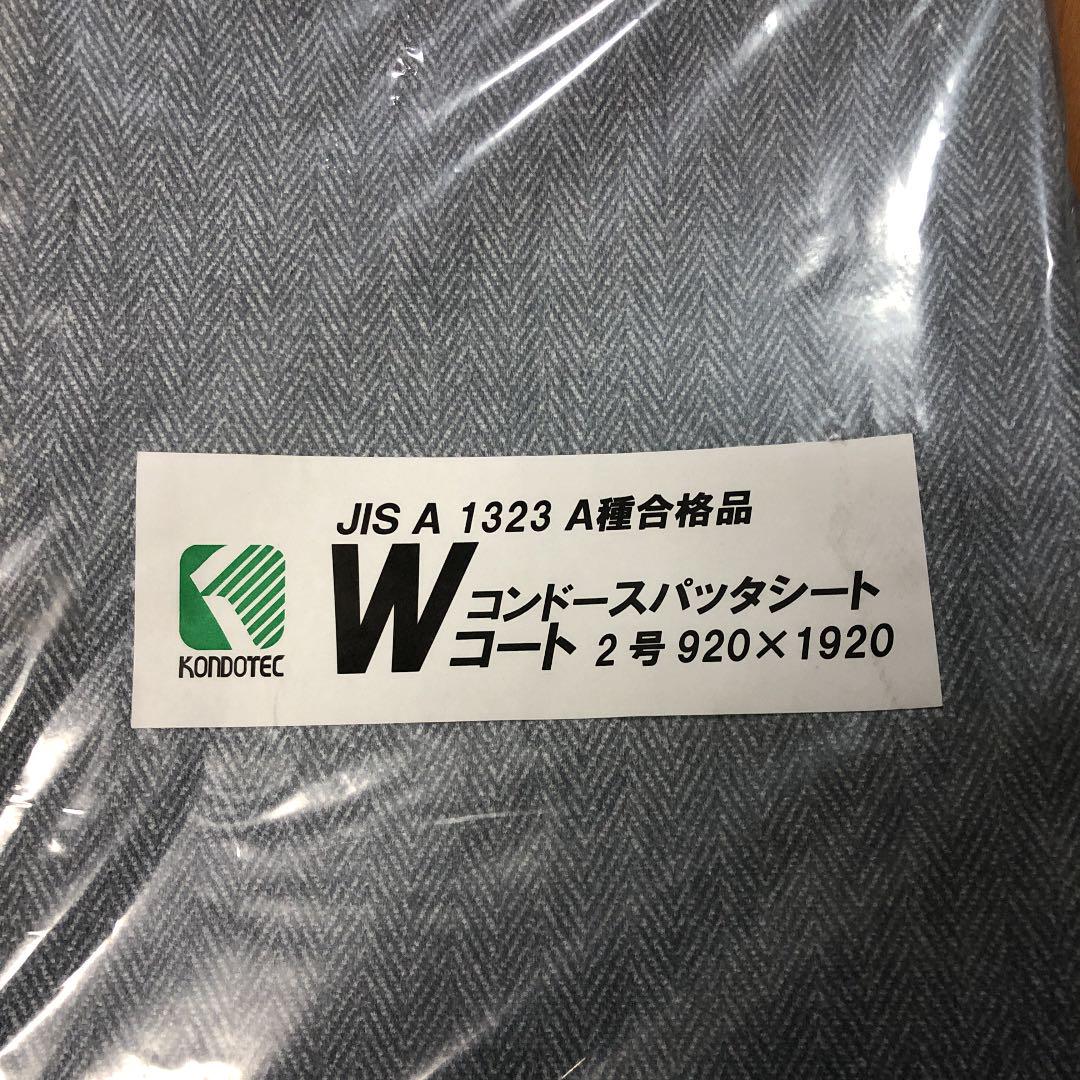 JIS A 1323 A種合格品
W コンドースパッタシート
コート 2号 920×1920
KONDOTEC